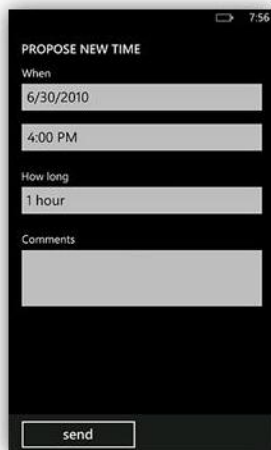 7:56
PROPOSE NEW TIME
When
6/30/2010
4:00 PM
How long
1 hour
Comments
send